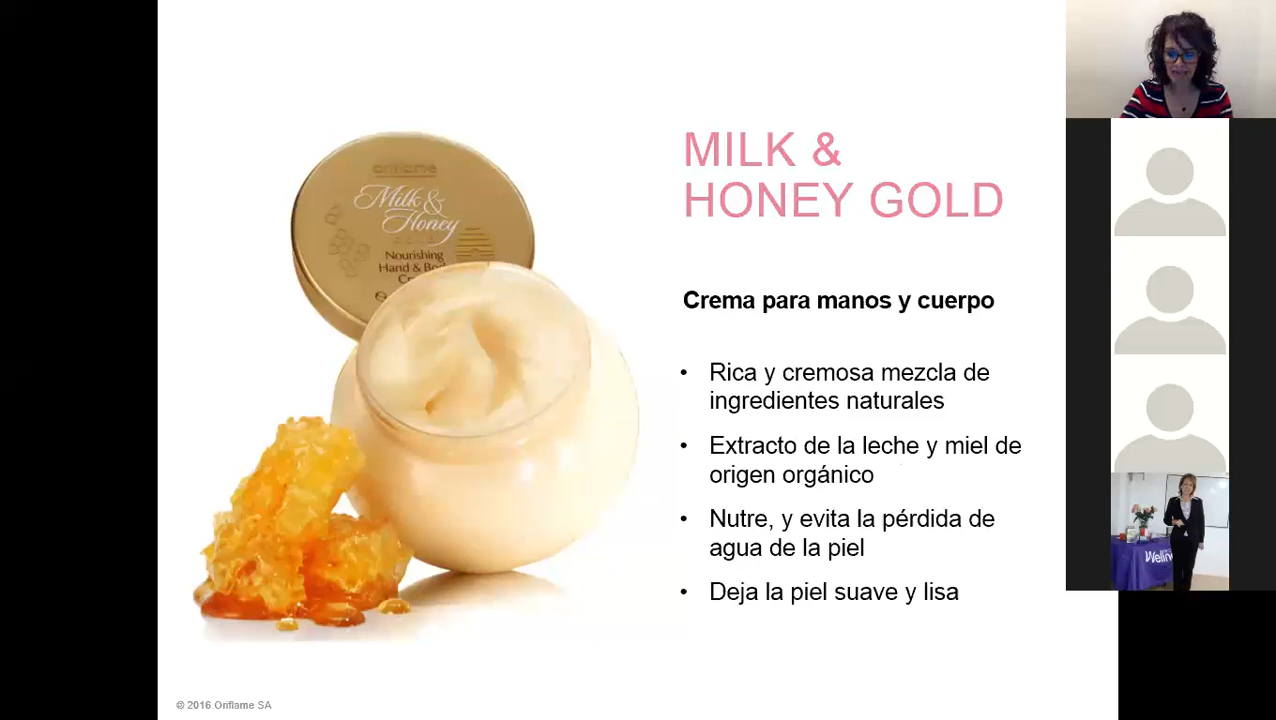 MILK &
HONEY GOLD
oriflame
Milk &
Honey
GOLD
Nourishing
Hand & Body
Crema para manos y cuerpo
• Rica y cremosa mezcla de
ingredientes naturales
• Extracto de la leche y miel de
origen orgánico
• Nutre, y evita la pérdida de
agua de la piel
• Deja la piel suave y lisa
© 2016 Oriflame SA